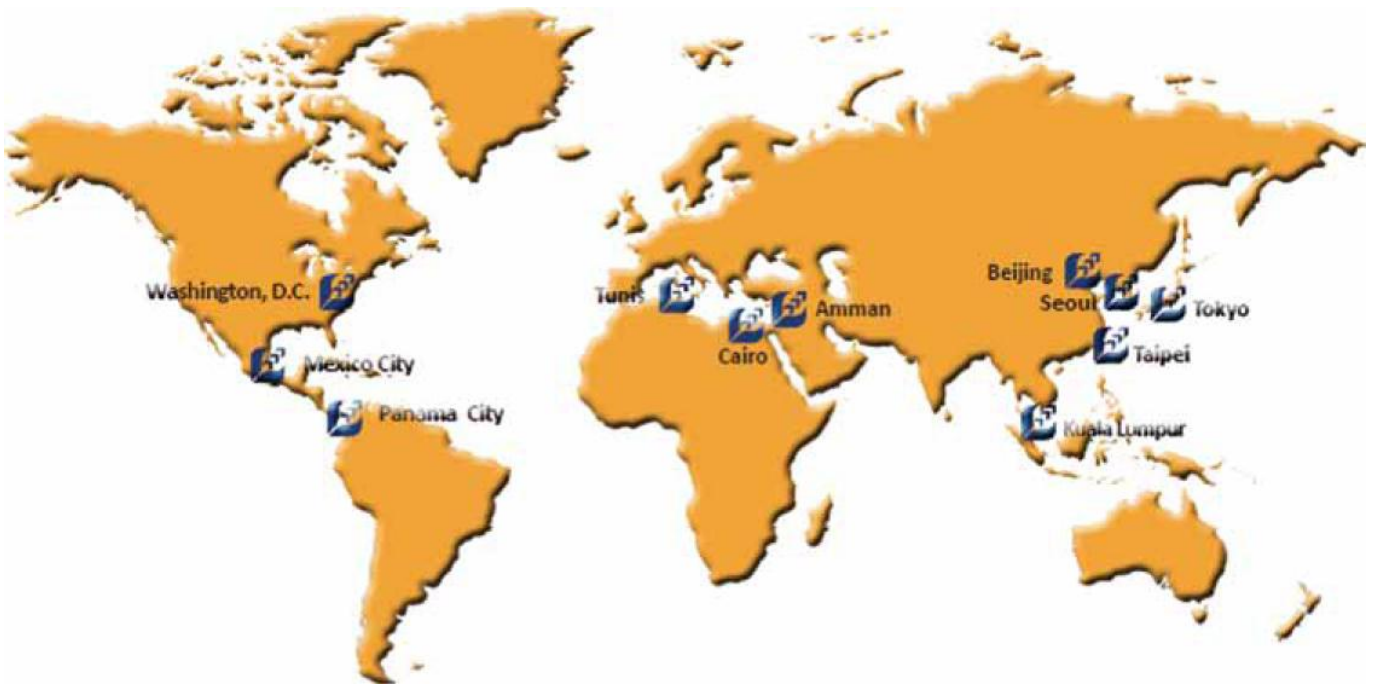 Beijing
Washington, D.C.
Tunis
Seoul
Amman
Tokyo
Cairo
Taipei
Mexico City
Panama City
Kuala Lumpur